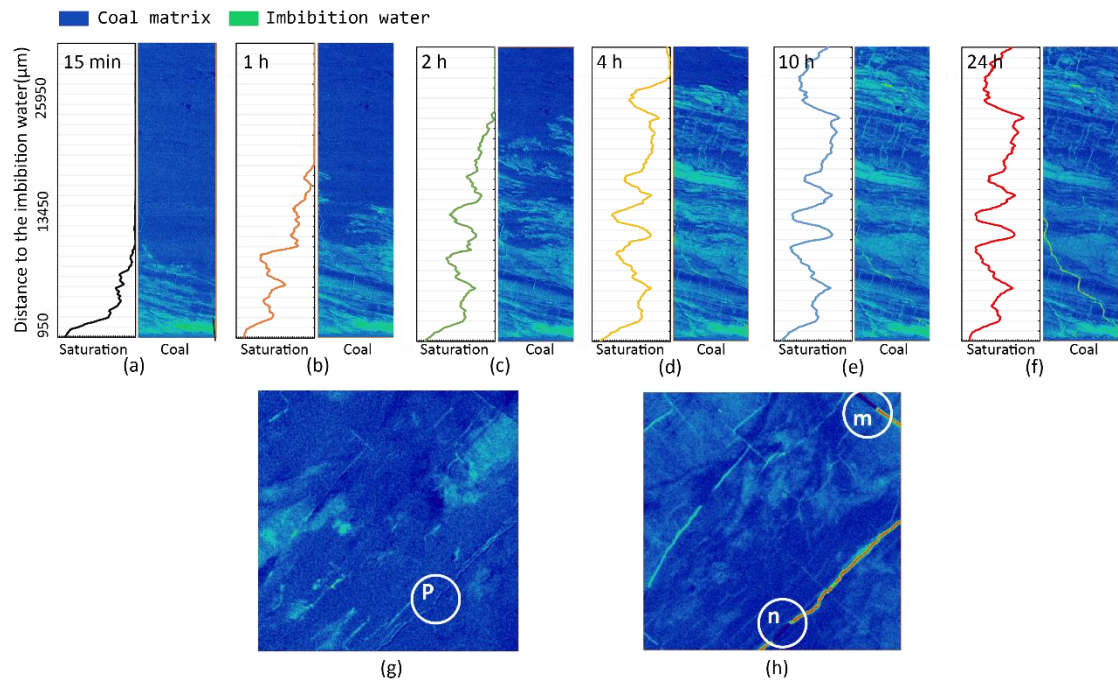 Coal matrix Imbibition water
15 min 1 h 2 h 4 h 10 h 24 h
Distance to the imbibition water(μm)
25950
13450
950
Saturation Coal Saturation Coal Saturation Coal Saturation Coal Saturation Coal Saturation Coal
(a) (b) (c) (d) (e) (f)
m
P
n
(g) (h)